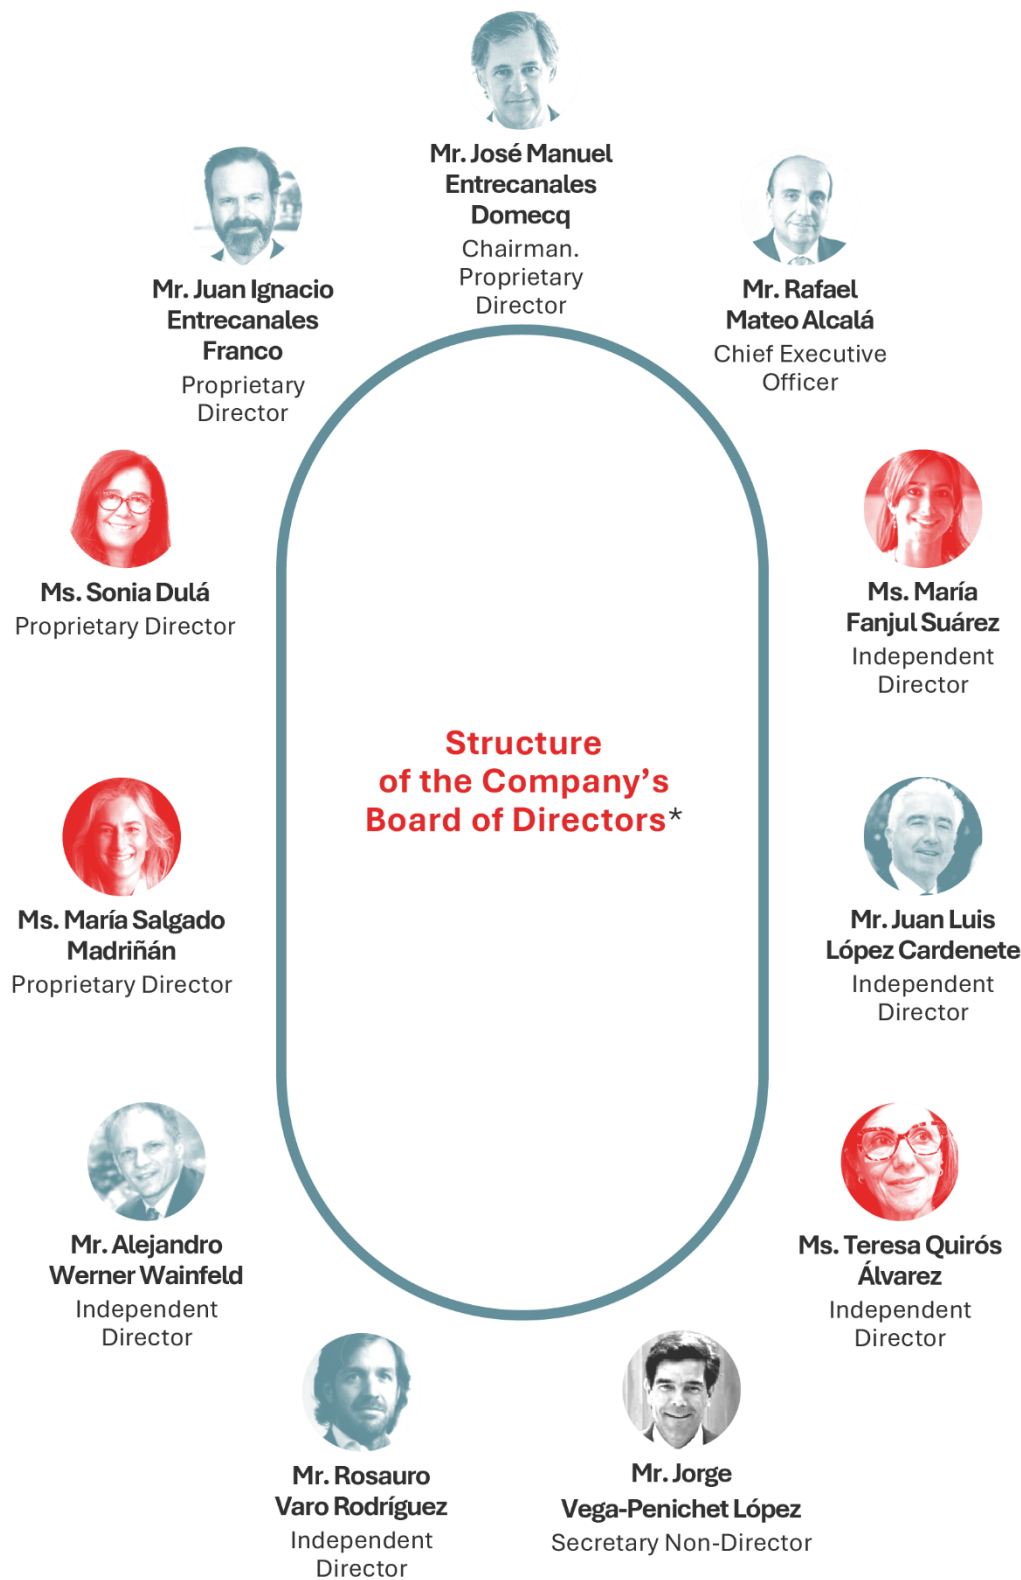 Mr. José Manuel
Entrecanales
Domecq
Chairman.
Proprietary
Director
Mr. Juan Ignacio
Entrecanales
Franco
Proprietary
Director
Mr. Rafael
Mateo Alcalá
Chief Executive
Officer
Ms. Sonia Dulá
Proprietary Director
Ms. María
Fanjul Suárez
Independent
Director
Structure
of the Company’s
Board of Directors*
Ms. María Salgado
Madriñán
Proprietary Director
Mr. Juan Luis
López Cardenete
Independent
Director
Mr. Alejandro
Werner Wainfeld
Independent
Director
Ms. Teresa Quirós
Álvarez
Independent
Director
Mr. Rosauro
Varo Rodríguez
Independent
Director
Mr. Jorge
Vega-Penichet López
Secretary Non-Director